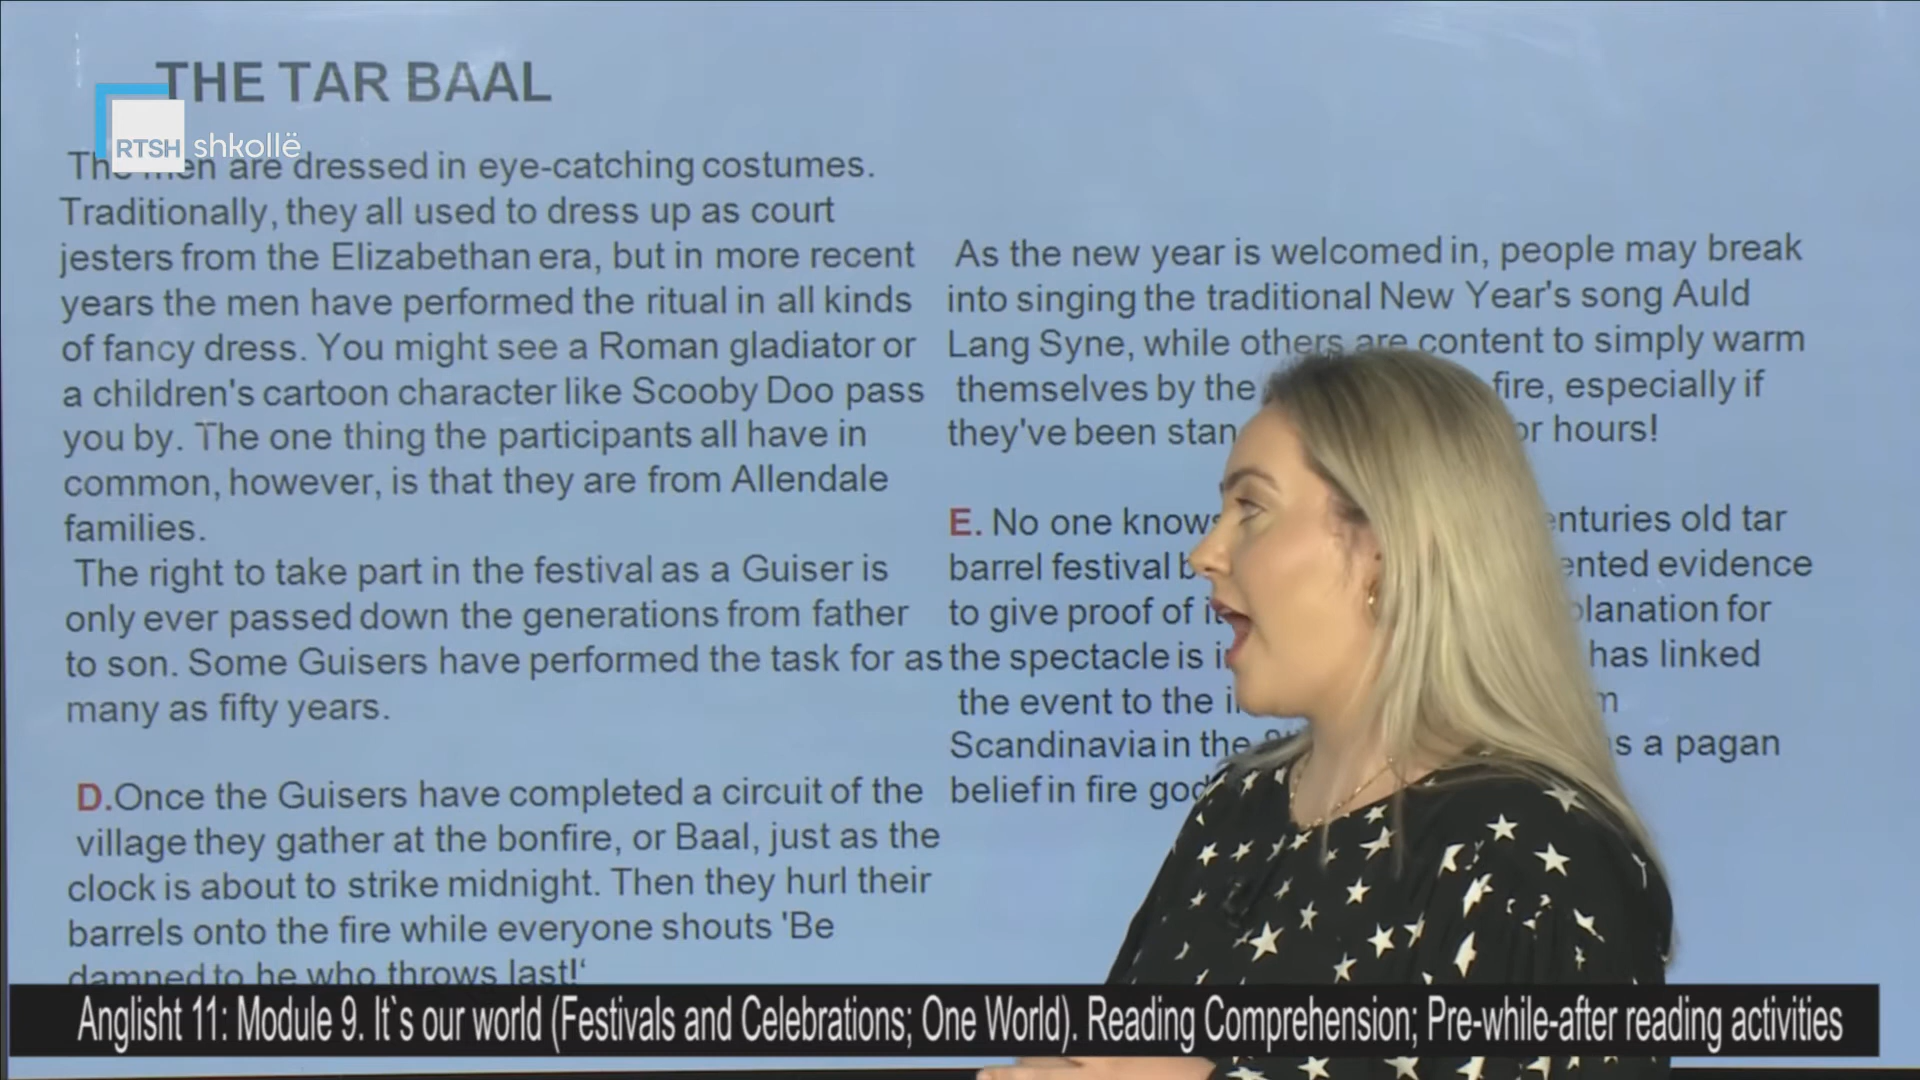 THE TAR BAAL
RTSH shkollë
men are dressed in eye-catching costumes.
Traditionally, they all used to dress up as court
jesters from the Elizabethan era, but in more recent
years the men have performed the ritual in all kinds
of fancy dress. You might see a Roman gladiator or
a children's cartoon character like Scooby Doo pass
you by. The one thing the participants all have in
common, however, is that they are from Allendale
families.
The right to take part in the festival as a Guiser is
only ever passed down the generations from father
to son. Some Guisers have performed the task for as
many as fifty years.
D.Once the Guisers have completed a circuit of the
village they gather at the bonfire, or Baal, just as the
clock is about to strike midnight. Then they hurl their
barrels onto the fire while everyone shouts 'Be
damned to he who throws last!‘
As the new year is welcomed in, people may break
into singing the traditional New Year's song Auld
Lang Syne, while others are content to simply warm
themselves by the fire, especially if
they've been hours!
E. No one knows old tar
barrel festival evidence
to give proof of for
the spectacle is has linked
the event to the
Scandinavia in the a pagan
belief in fire
Anglisht 11: Module 9. It`s our world (Festivals and Celebrations; One World). Reading Comprehension; Pre-while-after reading activities